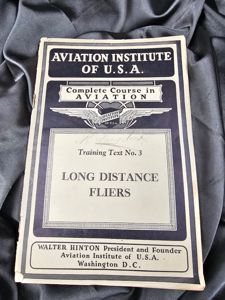 AVIATION INSTITUTE
OF U.S.A.
Complete Course in
AVIATION
Training Text No. 3
LONG DISTANCE
FLIERS
WALTER HINTON President and Founder
Aviation Institute of U.S.A.
Washington D.C.